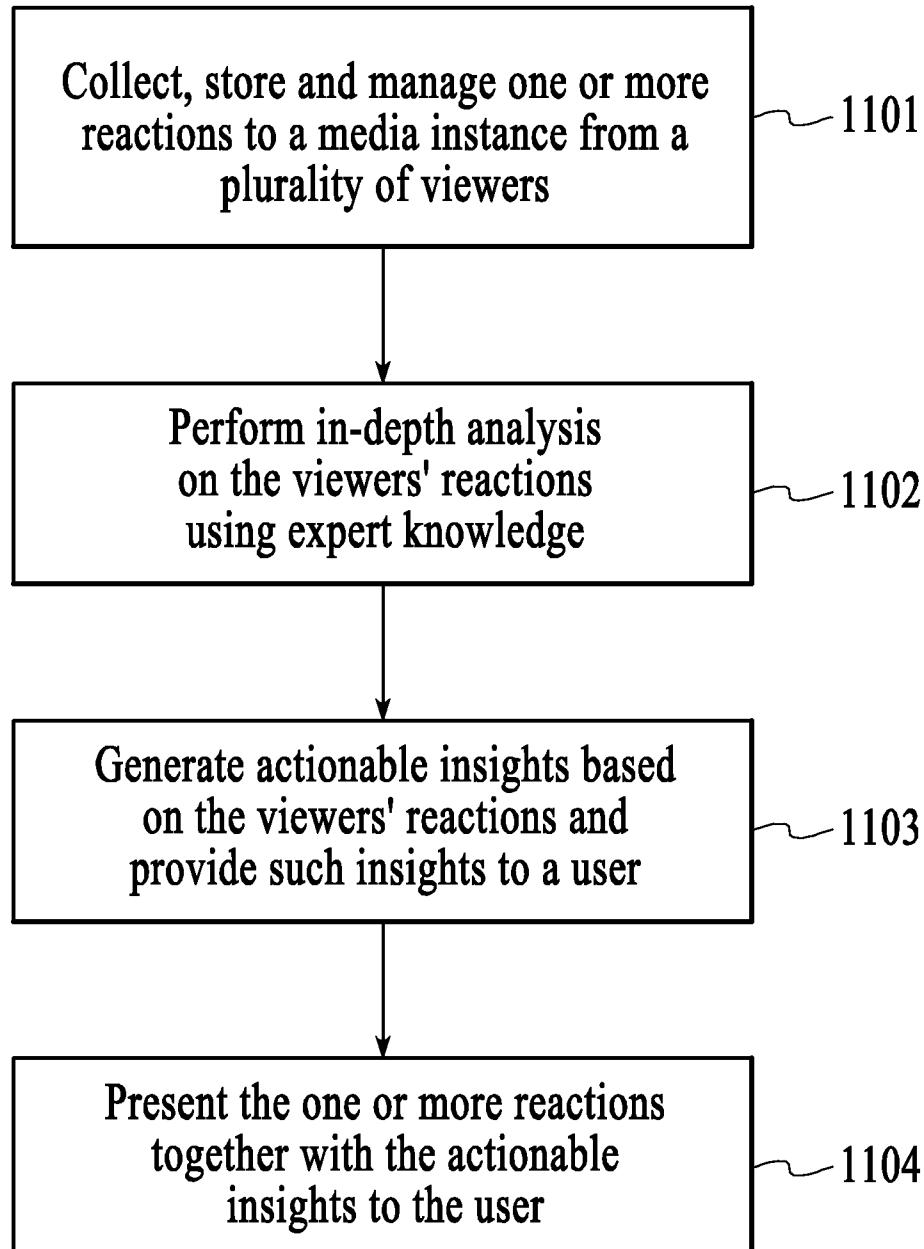 Collect, store and manage one or more
reactions to a media instance from a
plurality of viewers
1101
Perform in-depth analysis
on the viewers' reactions
using expert knowledge
1102
Generate actionable insights based
on the viewers' reactions and
provide such insights to a user
1103
Present the one or more reactions
together with the actionable
insights to the user
1104